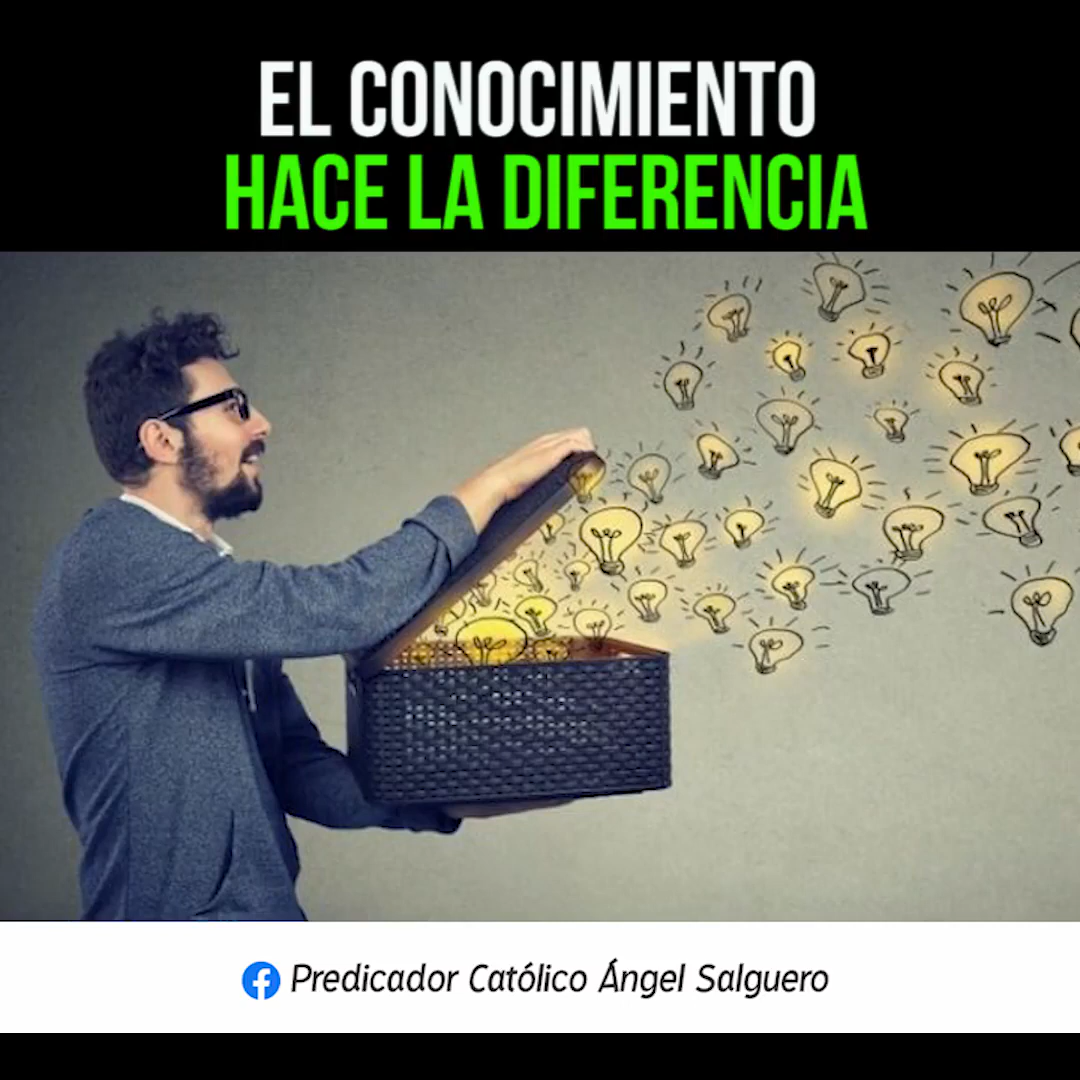 EL CONOCIMIENTO
HACE LA DIFERENCIA
Predicador Católico Ángel Salguero